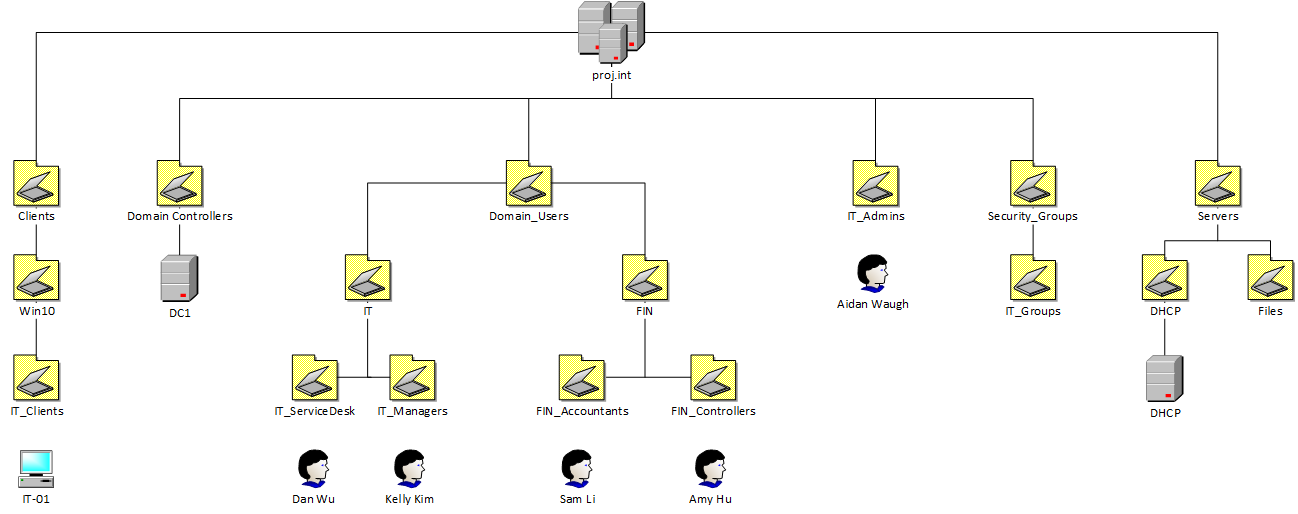 proj.int
Clients
Domain Controllers
Domain_Users
IT_Admins
Security_Groups
Servers
Win10
DC1
IT
FIN
Aidan Waugh
IT_Groups
DHCP
Files
IT_Clients
IT_ServiceDesk
IT_Managers
FIN_Accountants
FIN_Controllers
DHCP
IT-01
Dan Wu
Kelly Kim
Sam Li
Amy Hu